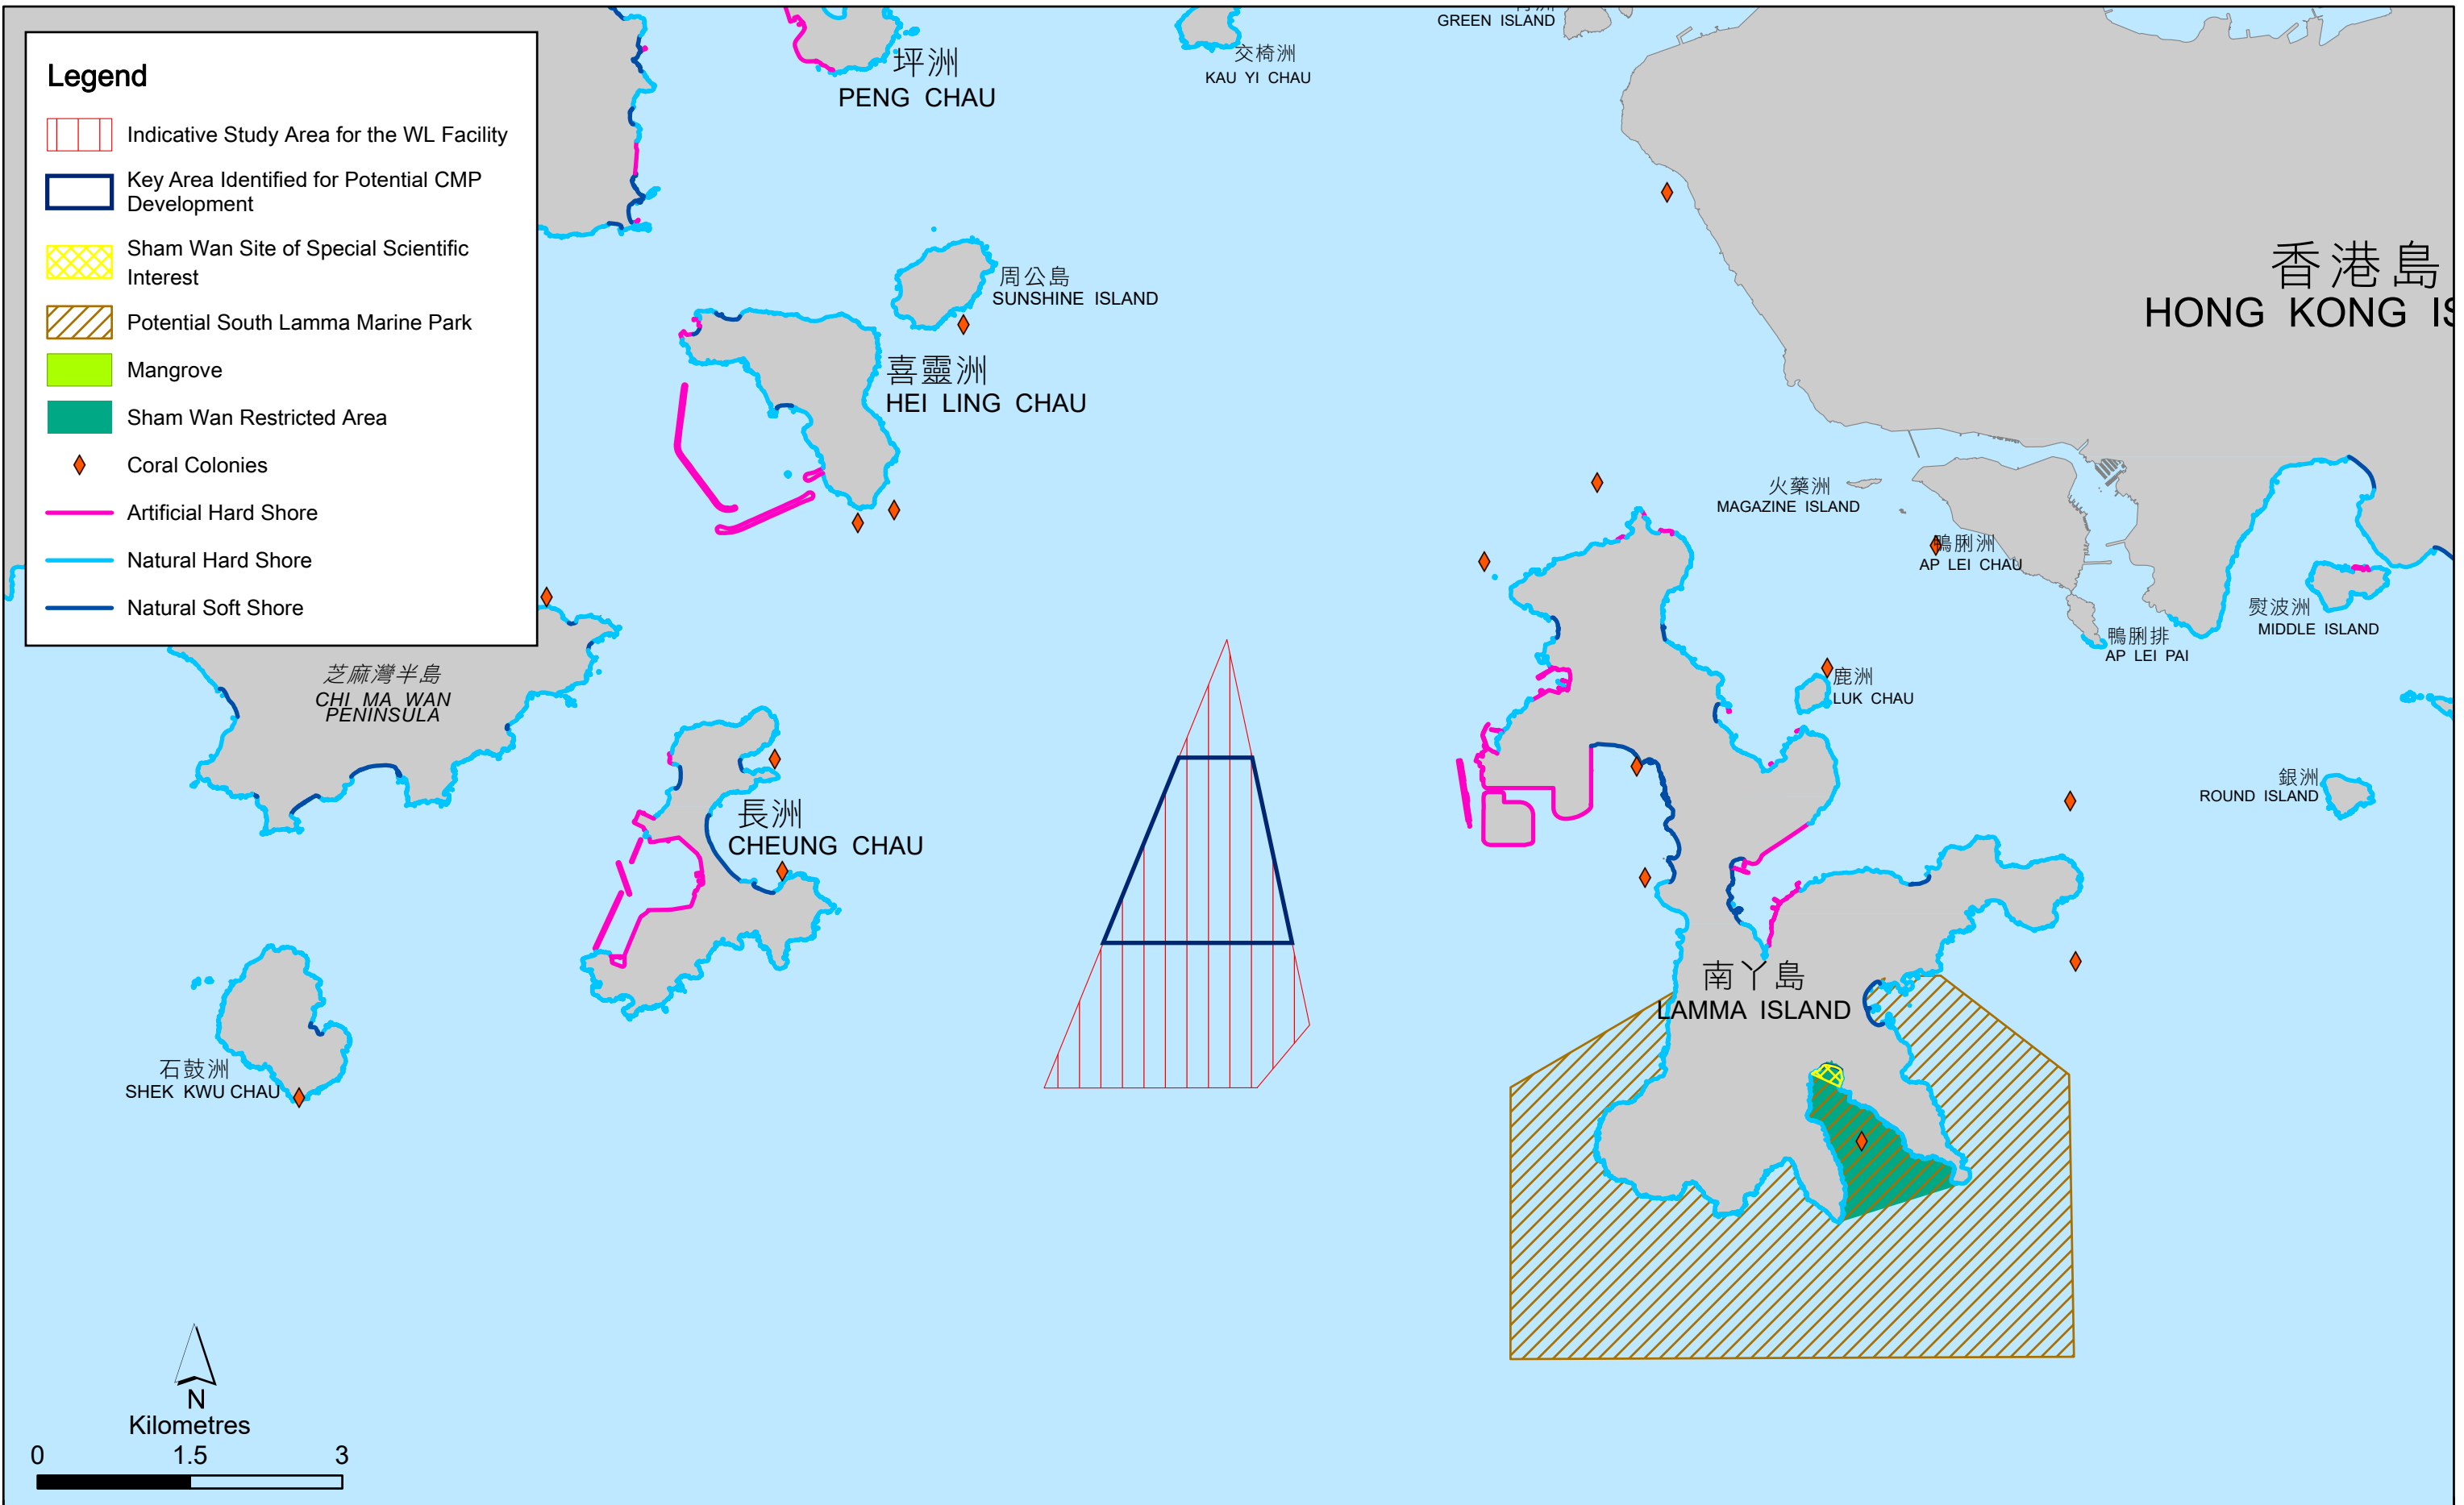 GREEN ISLAND
坪洲
PENG CHAU
交椅洲
KAU YI CHAU
Legend
Indicative Study Area for the WL Facility
Key Area Identified for Potential CMP
Development
Sham Wan Site of Special Scientific
Interest
Potential South Lamma Marine Park
Mangrove
Sham Wan Restricted Area
Coral Colonies
Artificial Hard Shore
Natural Hard Shore
Natural Soft Shore
香港島
HONG KONG IS
周公島
SUNSHINE ISLAND
喜靈洲
HEI LING CHAU
火藥洲
MAGAZINE ISLAND
鴨脷洲
AP LEI CHAU
熨波洲
MIDDLE ISLAND
鴨脷排
AP LEI PAI
芝麻灣半島
CHI MA WAN
PENINSULA
鹿洲
LUK CHAU
銀洲
ROUND ISLAND
長洲
CHEUNG CHAU
南丫島
LAMMA ISLAND
石鼓洲
SHEK KWU CHAU
N
Kilometres
0 1.5 3